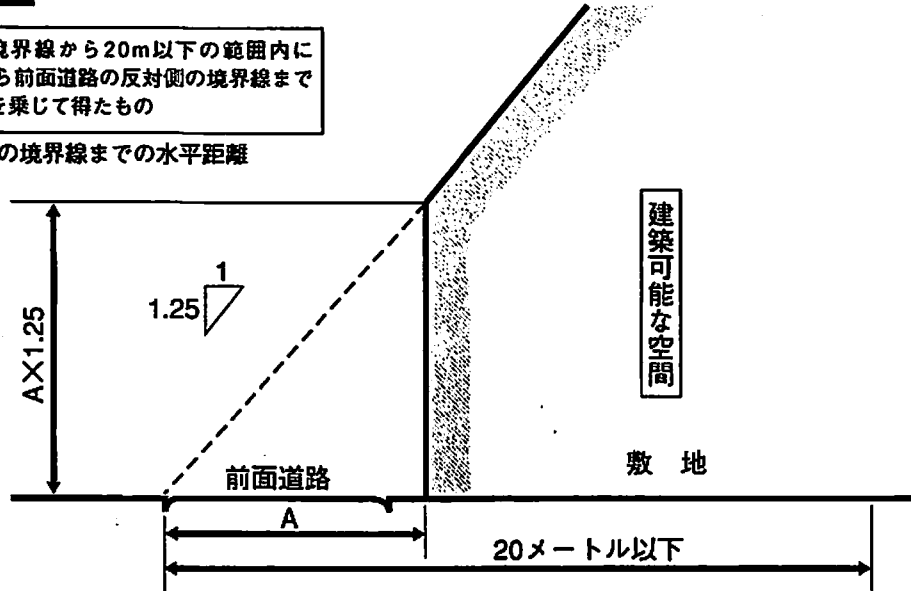 境界線から20m以下の範囲内に
ら前面道路の反対側の境界線まで
を乗じて得たもの
の境界線までの水平距離
1
1.25
A×1.25
建築可能な空間
敷 地
前面道路
A
20メートル以下